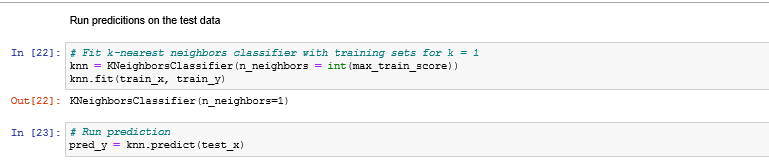 Run predicitions on the test data
In [22]: # Fit k-nearest neighbors classifier with training sets for k = 1
knn = KNeighborsClassifier(n_neighbors = int(max_train_score))
knn.fit(train_x, train_y)
Out[22]: KNeighborsClassifier(n_neighbors=1)
In [23]: # Run prediction
pred_y = knn.predict(test_x)